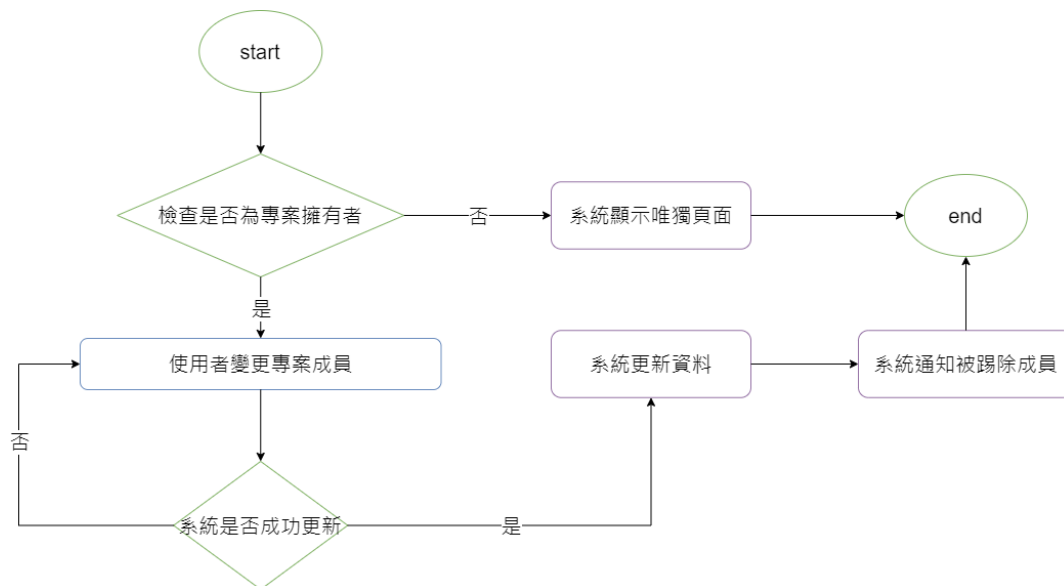 start
檢查是否為專案擁有者
否
系統顯示唯獨頁面
end
是
使用者變更專案成員
系統更新資料
系統通知被踢除成員
否
系統是否成功更新
是